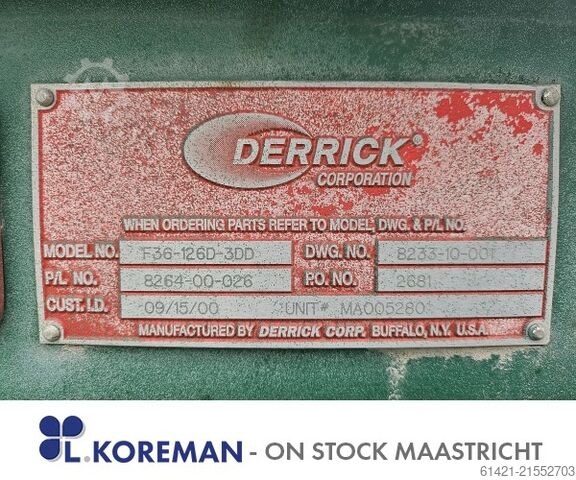 DERRICK®
CORPORATION
WHEN ORDERING PARTS REFER TO MODEL, DWG. & P/L NO.
MODEL NO. F36-126D-3DD DWG. NO. 8233-10-001
P/L NO. 8264-00-026 P.O. NO. 2681
CUST. I.D. 09/15/00 UNIT# MA005280
MANUFACTURED BY DERRICK CORP. BUFFALO, N.Y. U.S.A.
L.KOREMAN - ON STOCK MAASTRICHT
61421-21552703